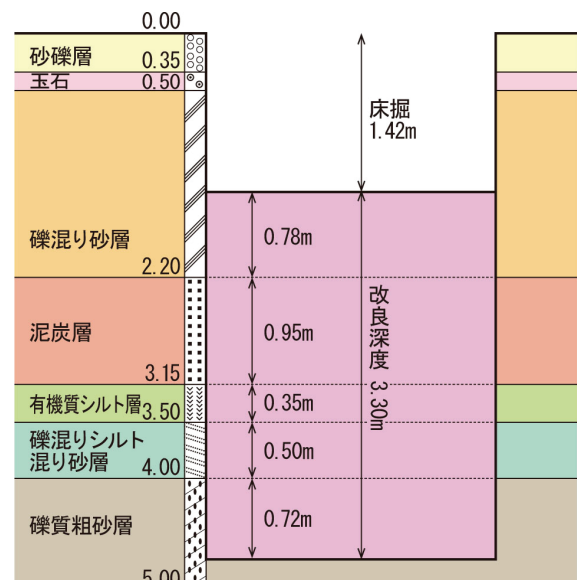 0.00
砂礫層
0.35
玉石
0.50
床掘
1.42m
礫混り砂層
2.20
0.78m
泥炭層
3.15
0.95m
改良深度 3.30m
有機質シルト層
3.50
0.35m
礫混りシルト
混り砂層
4.00
0.50m
礫質粗砂層
0.72m
5.00